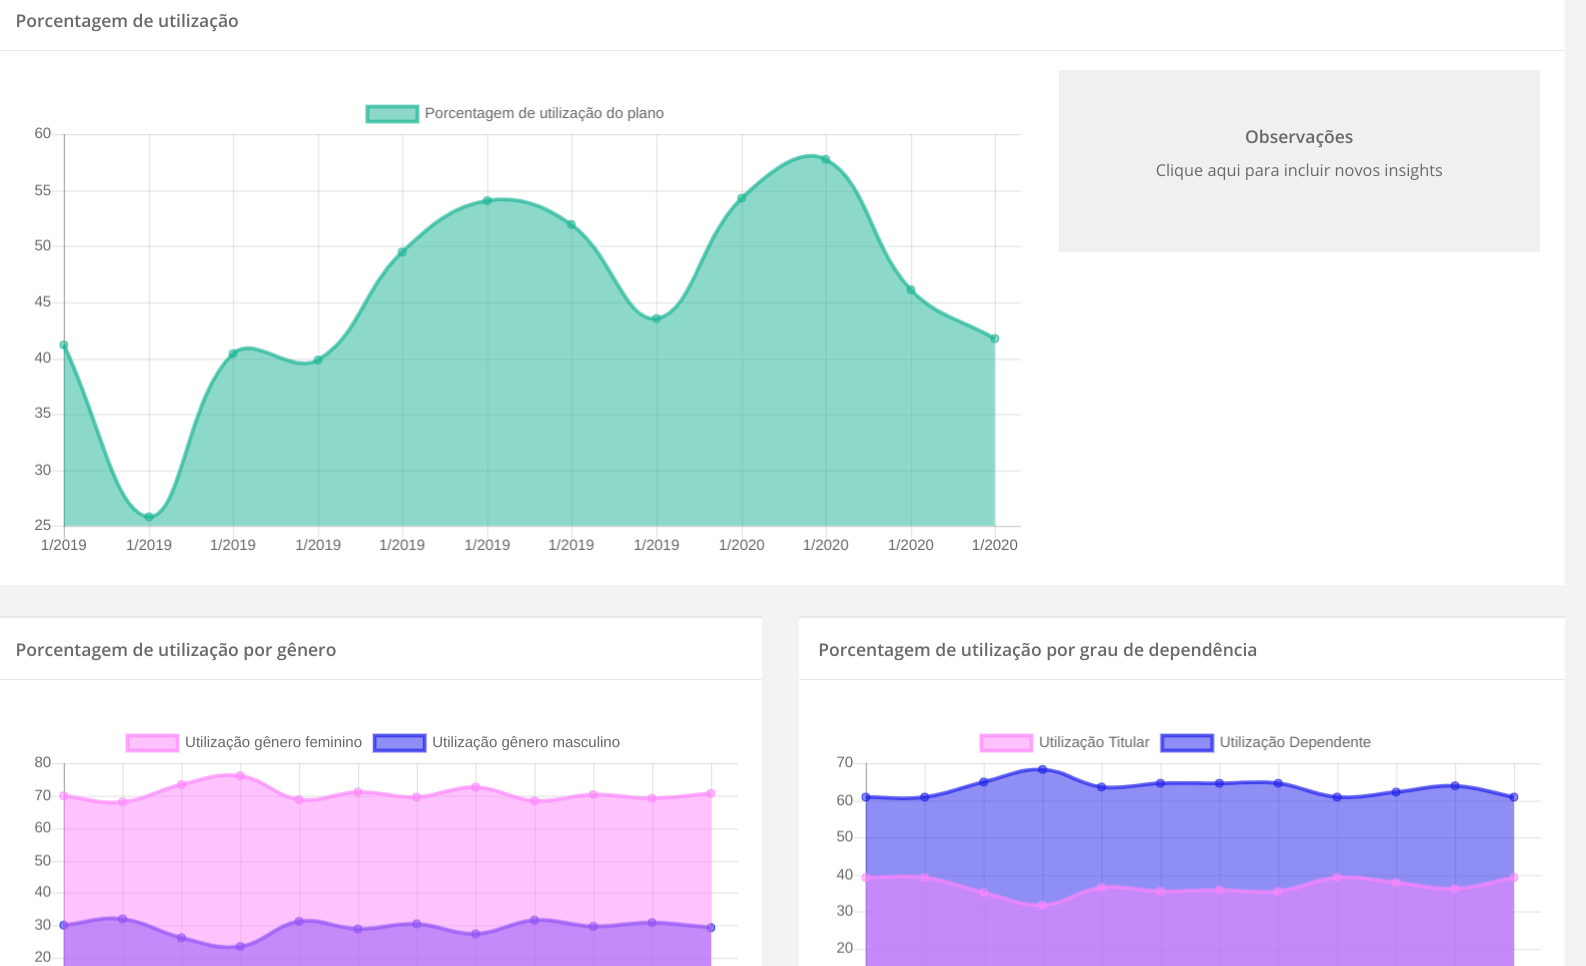 Porcentagem de utilização
Porcentagem de utilização do plano
60
55
50
45
40
35
30
25
1/2019 1/2019 1/2019 1/2019 1/2019 1/2019 1/2019 1/2019 1/2020 1/2020 1/2020 1/2020
Observações
Clique aqui para incluir novos insights
Porcentagem de utilização por gênero
Utilização gênero feminino Utilização gênero masculino
80
70
60
50
40
30
20
Porcentagem de utilização por grau de dependência
Utilização Titular Utilização Dependente
70
60
50
40
30
20